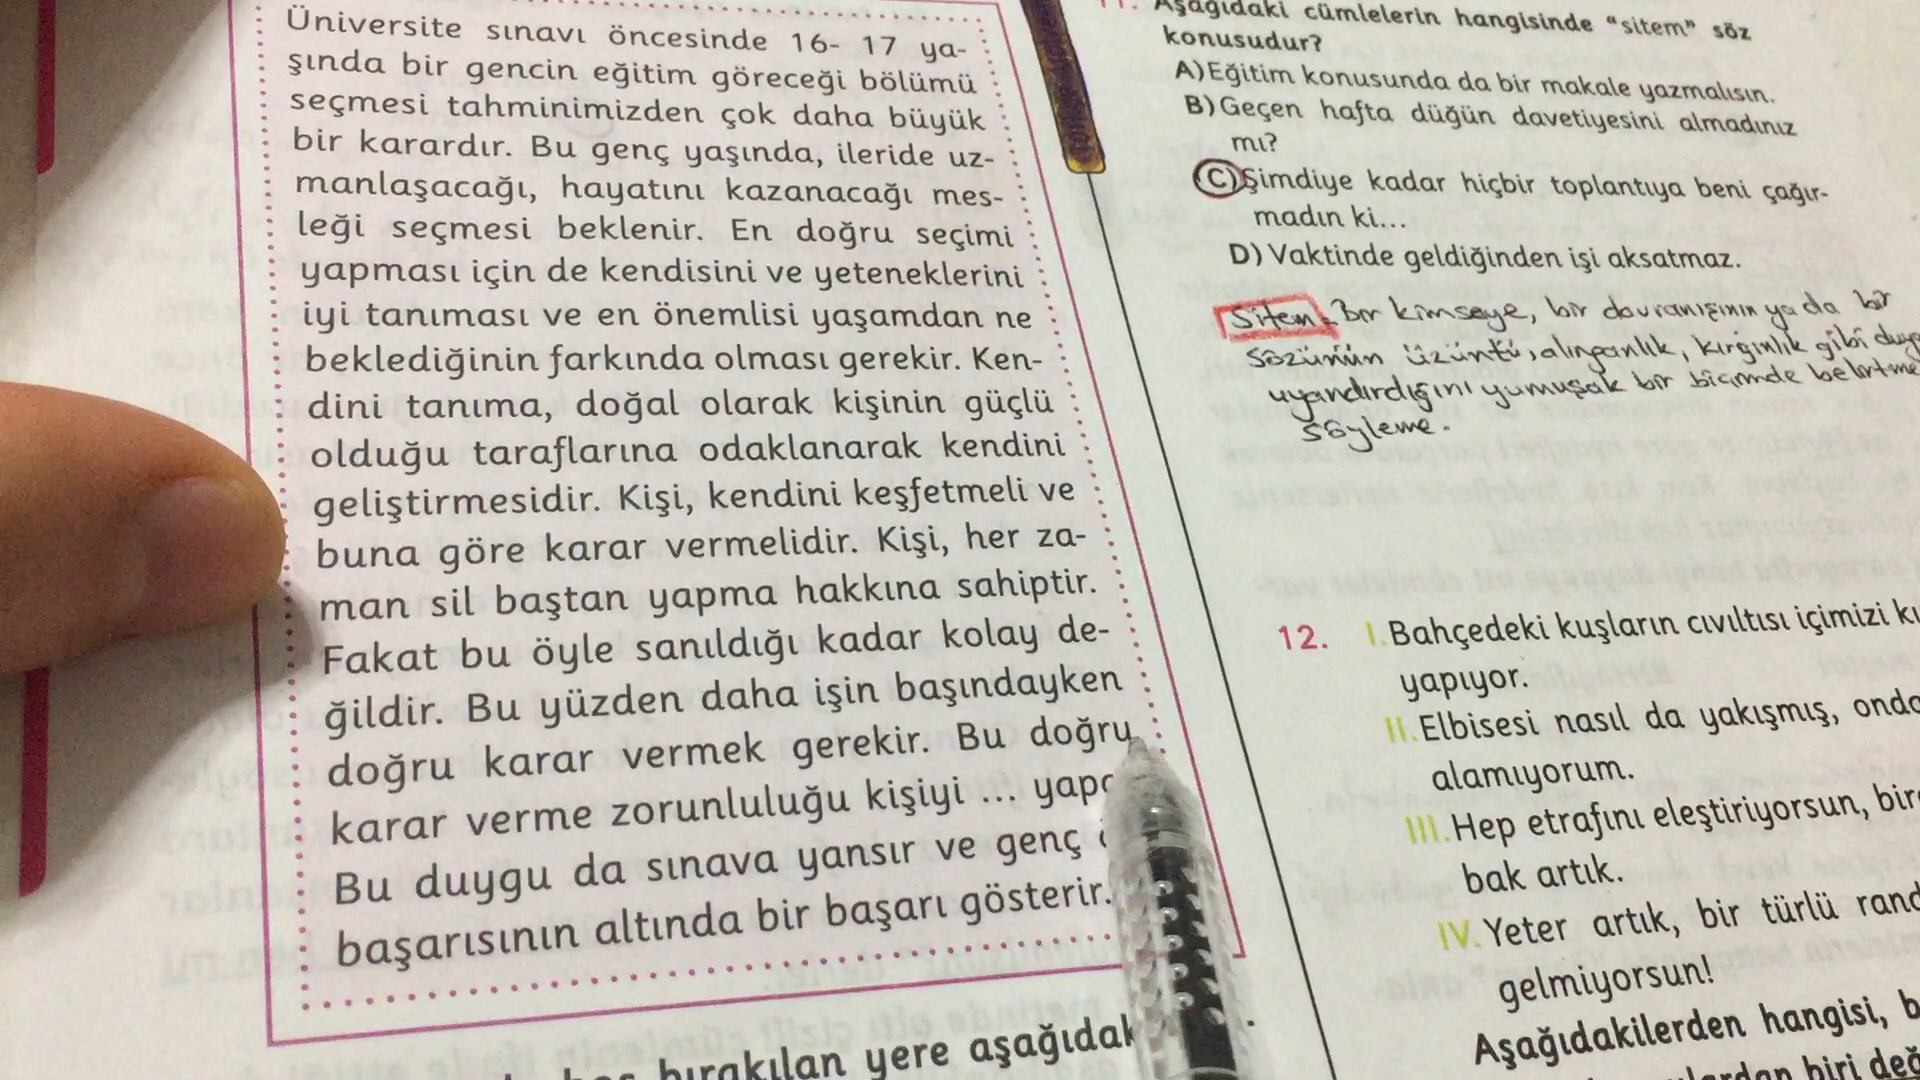 Üniversite sınavı öncesinde 16- 17 ya-
şında bir gencin eğitim göreceği bölümü
seçmesi tahminimizden çok daha büyük
bir karardır. Bu genç yaşında, ileride uz-
manlaşacağı, hayatını kazanacağı mes-
leği seçmesi beklenir. En doğru seçimi
yapması için de kendisini ve yeteneklerini
iyi tanıması ve en önemlisi yaşamdan ne
beklediğinin farkında olması gerekir. Ken-
dini tanıma, doğal olarak kişinin güçlü
olduğu taraflarına odaklanarak kendini
geliştirmesidir. Kişi, kendini keşfetmeli ve
buna göre karar vermelidir. Kişi, her za-
man sil baştan yapma hakkına sahiptir.
Fakat bu öyle sanıldığı kadar kolay de-
ğildir. Bu yüzden daha işin başındayken
doğru karar vermek gerekir. Bu doğru
karar verme zorunluluğu kişiyi ...
Bu duygu da sınava yansır ve genç
başarısının altında bir başarı gösterir.
bırakılan yere
Aşağıdaki cümlelerin hangisinde "sitem" söz
konusudur?
A) Eğitim konusunda da bir makale yazmalısın.
B) Geçen hafta düğün davetiyesini almadınız
mı?
C) Şimdiye kadar hiçbir toplantıya beni çağır-
madın ki...
D) Vaktinde geldiğinden işi aksatmaz.
Sitem = Bir kimseye, bir davranışının ya da bir
sözünün üzüntü, alınganlık, kırgınlık gibi
uyandırdığını yumuşak bir biçimde
söyleme.
12. I. Bahçedeki kuşların cıvıltısı içimizi
yapıyor.
II. Elbisesi nasıl da yakışmış,
alamıyorum.
III. Hep etrafını eleştiriyorsun,
bak artık.
IV. Yeter artık, bir türlü
gelmiyorsun!
Aşağıdakilerden hangisi,
biri